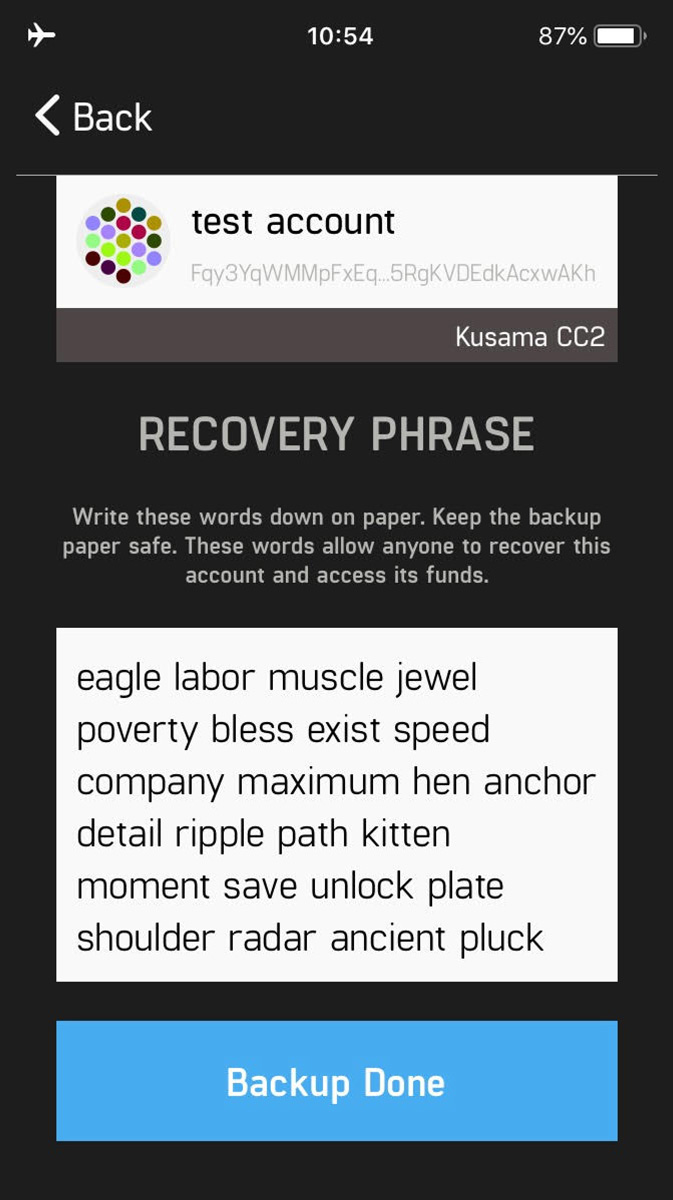 10:54 87%
Back
test account
Fqy3YqWMMpFxEq...5RgKVDEdkAcxwAKh
Kusama CC2
RECOVERY PHRASE
Write these words down on paper. Keep the backup
paper safe. These words allow anyone to recover this
account and access its funds.
eagle labor muscle jewel
poverty bless exist speed
company maximum hen anchor
detail ripple path kitten
moment save unlock plate
shoulder radar ancient pluck
Backup Done